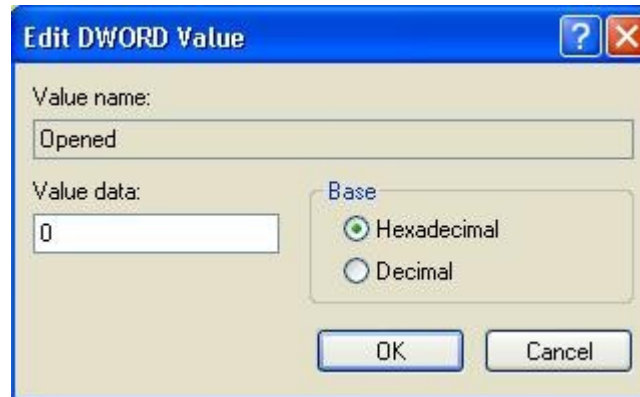 Edit DWORD Value
?
Value name:
Opened
Value data:
0
Base
Hexadecimal
Decimal
OK
Cancel